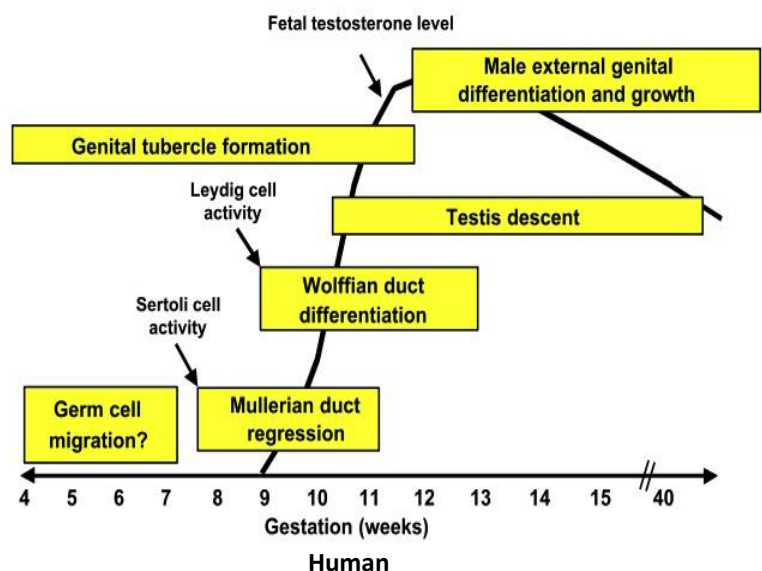 Fetal testosterone level
Male external genital
differentiation and growth
Genital tubercle formation
Leydig cell
activity
Testis descent
Wolffian duct
differentiation
Sertoli cell
activity
Germ cell
migration?
Mullerian duct
regression
4 5 6 7 8 9 10 11 12 13 14 15 40
Gestation (weeks)
Human